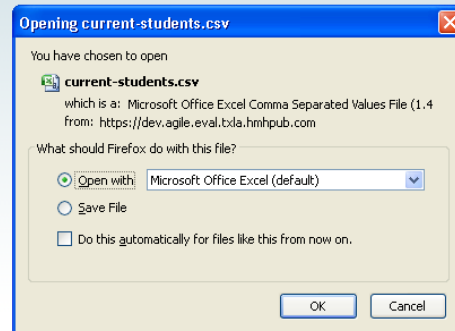 Opening current-students.csv
You have chosen to open
current-students.csv
which is a: Microsoft Office Excel Comma Separated Values File (1.4
from: https://dev.agile.eval.txla.hmhpub.com
What should Firefox do with this file?
Open with Microsoft Office Excel (default)
Save File
Do this automatically for files like this from now on.
OK Cancel